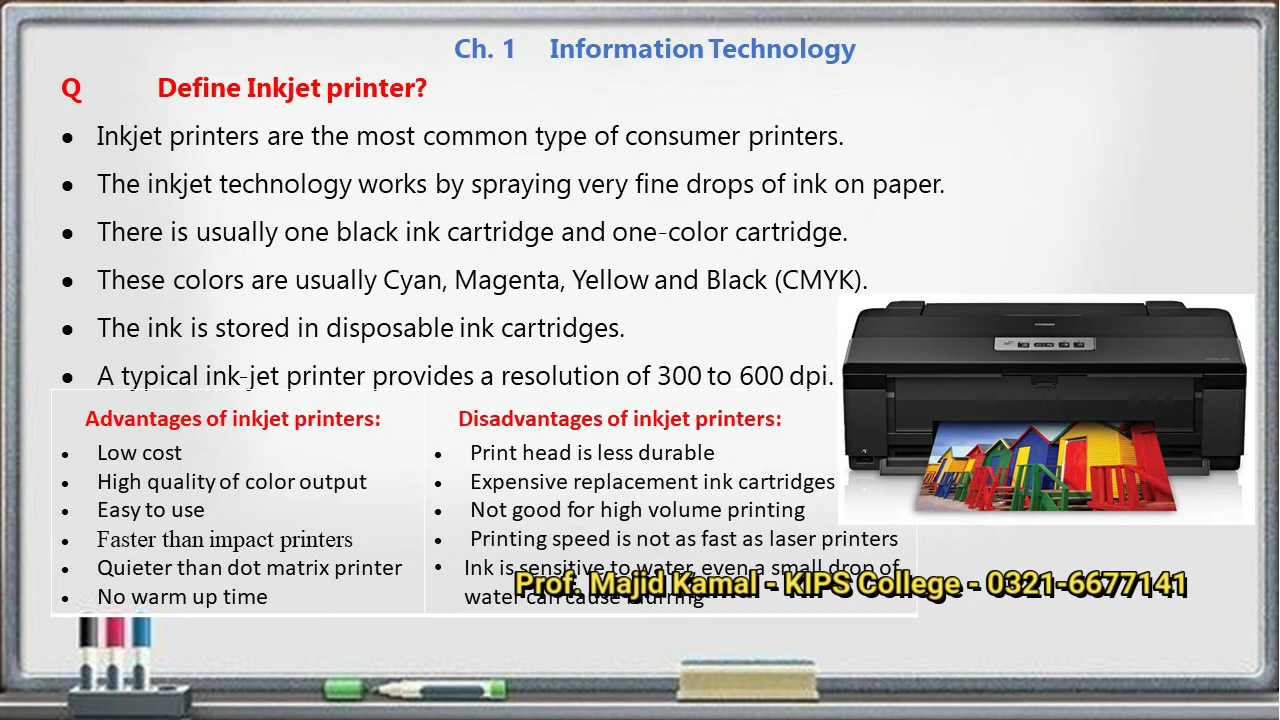 Ch. 1 Information Technology
Q Define Inkjet printer?
• Inkjet printers are the most common type of consumer printers.
• The inkjet technology works by spraying very fine drops of ink on paper.
• There is usually one black ink cartridge and one-color cartridge.
• These colors are usually Cyan, Magenta, Yellow and Black (CMYK).
• The ink is stored in disposable ink cartridges.
• A typical ink-jet printer provides a resolution of 300 to 600 dpi.
Advantages of inkjet printers:
• Low cost
• High quality of color output
• Easy to use
• Faster than impact printers
• Quieter than dot matrix printer
• No warm up time
Disadvantages of inkjet printers:
• Print head is less durable
• Expensive replacement ink cartridges
• Not good for high volume printing
• Printing speed is not as fast as laser printers
• Ink is sensitive to water, even a small drop of
water can cause blurring
Prof. Majid Kamal - KIPS College - 0321-6677141